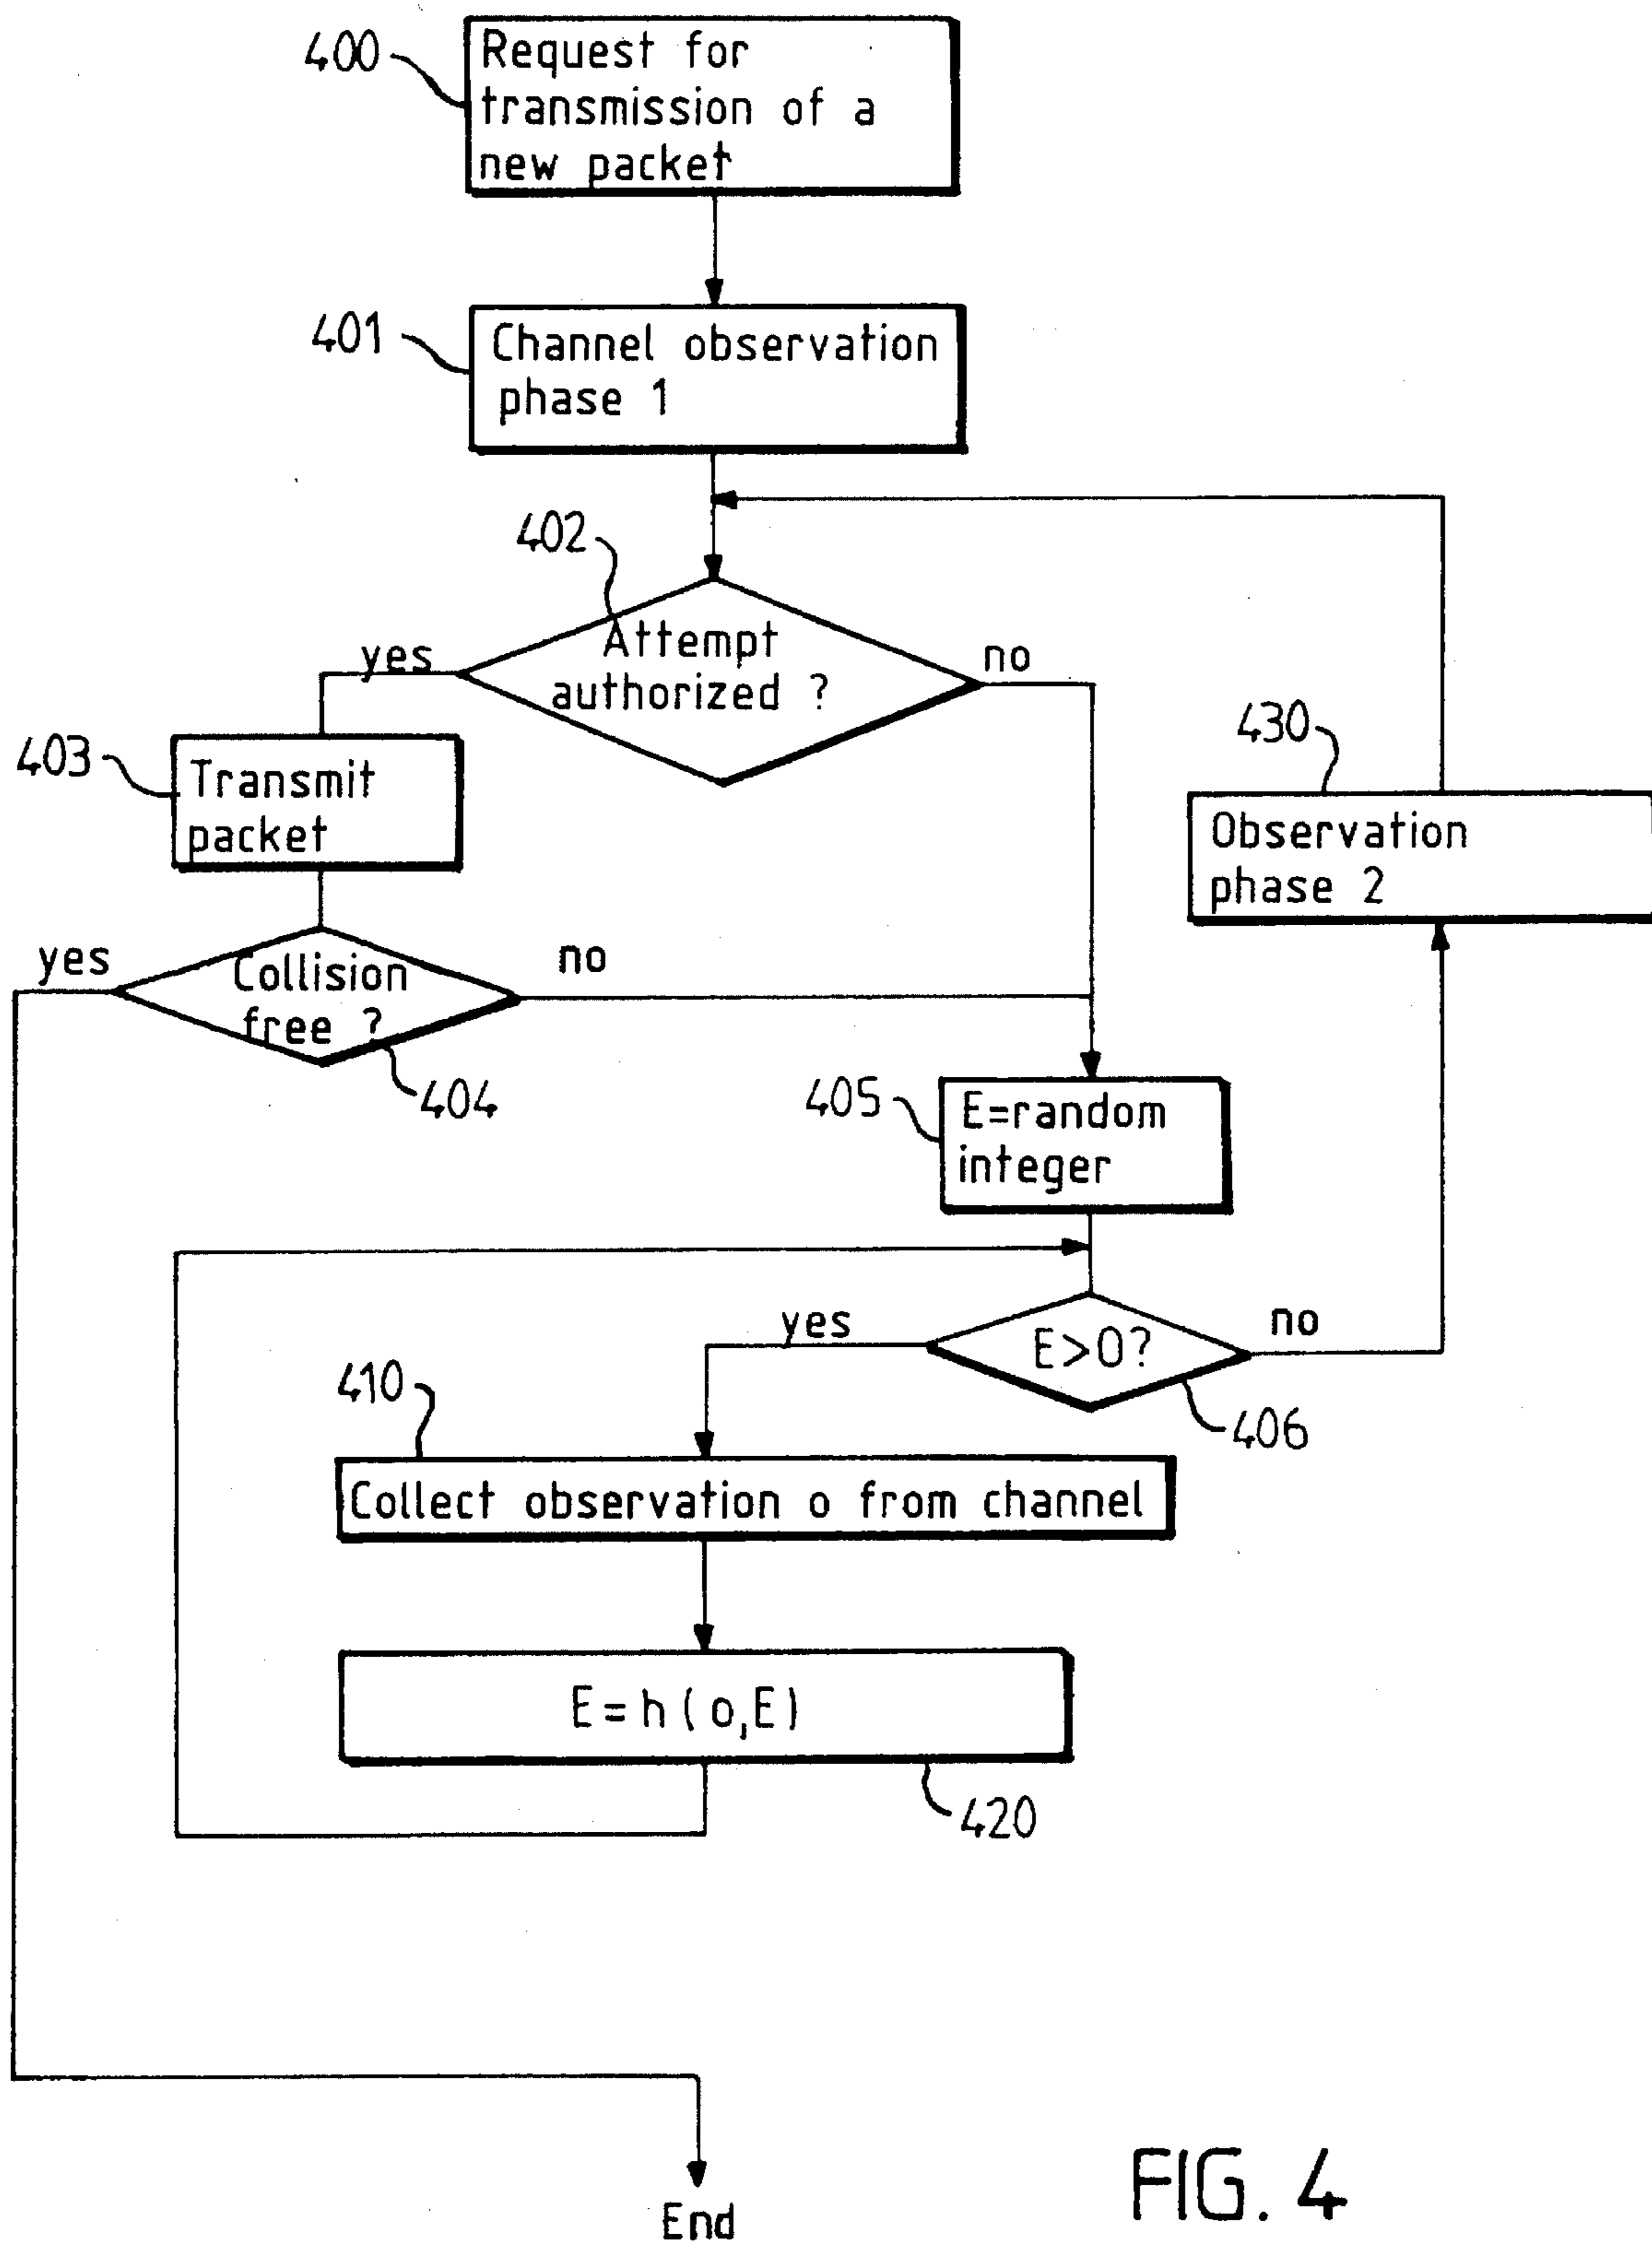 400
Request for
transmission of a
new packet
401
Channel observation
phase 1
402
Attempt
authorized ?
yes
no
403
Transmit
packet
430
Observation
phase 2
yes
Collision
free ?
no
404
405
E=random
integer
yes
E>0?
no
406
410
Collect observation o from channel
E=h(o,E)
420
End
FIG. 4